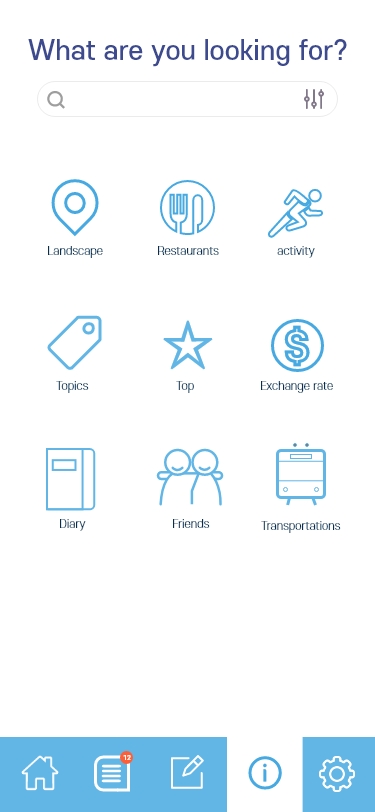 What are you looking for?
Landscape
Restaurants
activity
Topics
Top
Exchange rate
Diary
Friends
Transportations
12